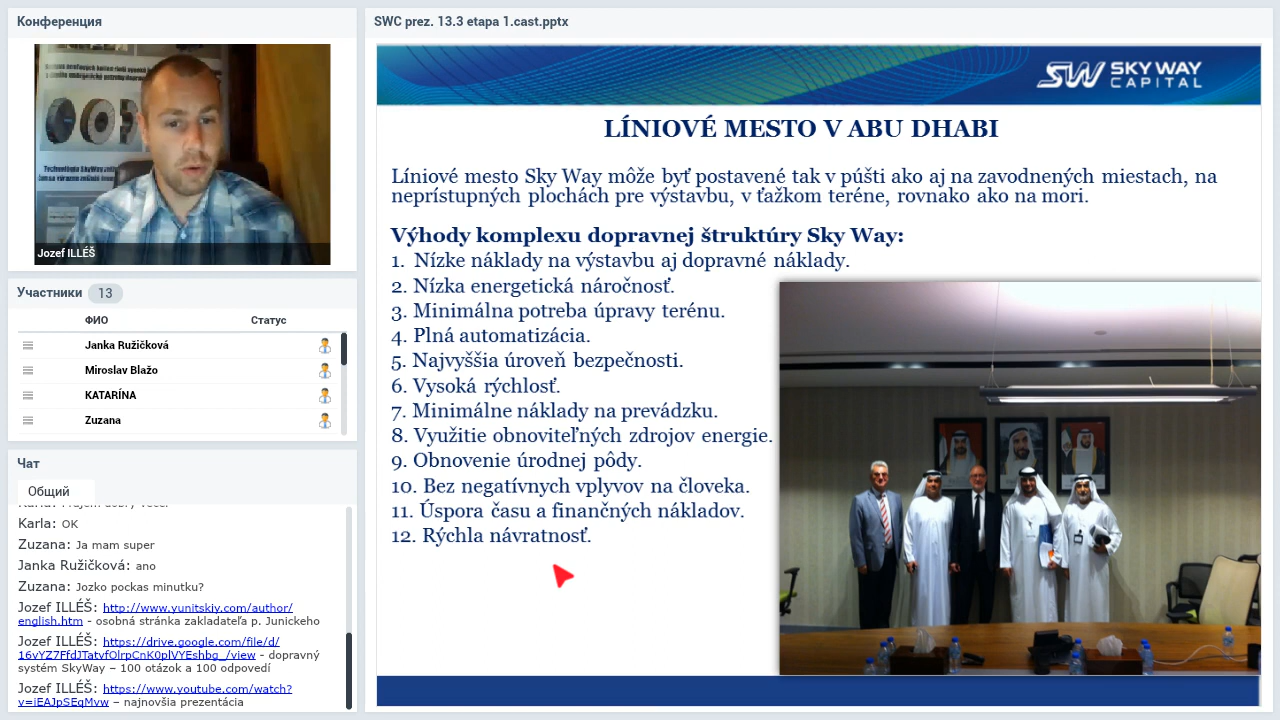 Конференция
Jozef ILLÉŠ
Участники 13
ФИО Статус
Janka Ružičková
Miroslav Blažo
KATARÍNA
Zuzana
Чат
Общий
Karla: OK
Zuzana: Ja mam super
Janka Ružičková: ano
Zuzana: Jozko pockas minutku?
Jozef ILLÉŠ: http://www.yunitskiy.com/author/
english.htm - osobná stránka zakladateľa p. Junickeho
Jozef ILLÉŠ: https://drive.google.com/file/d/
- dopravný
systém SkyWay – 100 otázok a 100 odpovedí
Jozef ILLÉŠ: https://www.youtube.com/watch?
v=iEAJpSEqMvw – najnovšia prezentácia
SWC prez. 13.3 etapa 1.cast.pptx
SW SKY WAY
CAPITAL
LÍNIOVÉ MESTO V ABU DHABI
Líniové mesto Sky Way môže byť postavené tak v púšti ako aj na zavodnených miestach, na
neprístupných plochách pre výstavbu, v ťažkom teréne, rovnako ako na mori.
Výhody komplexu dopravnej štruktúry Sky Way:
1. Nízke náklady na výstavbu aj dopravné náklady.
2. Nízka energetická náročnosť.
3. Minimálna potreba úpravy terénu.
4. Plná automatizácia.
5. Najvyššia úroveň bezpečnosti.
6. Vysoká rýchlosť.
7. Minimálne náklady na prevádzku.
8. Využitie obnoviteľných zdrojov energie.
9. Obnovenie úrodnej pôdy.
10. Bez negatívnych vplyvov na človeka.
11. Úspora času a finančných nákladov.
12. Rýchla návratnosť.